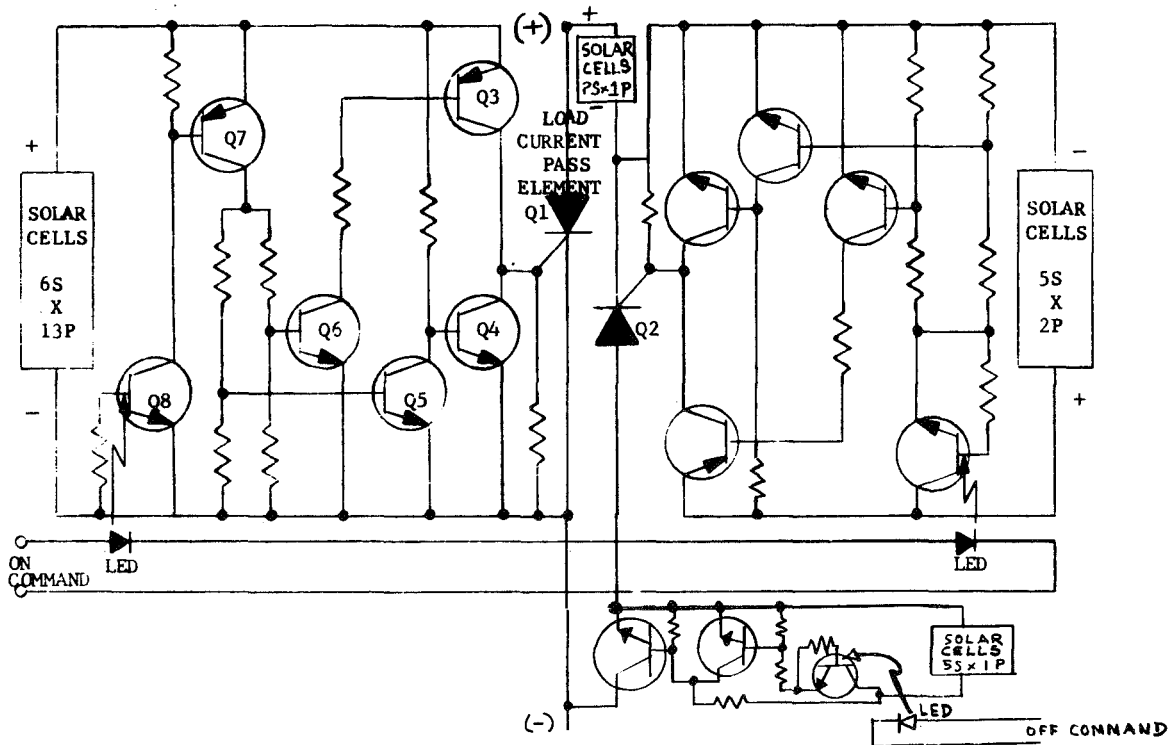 (+)
+
SOLAR
CELLS
7S x 1P
-
Q3
Q7
LOAD
CURRENT
PASS
ELEMENT
Q1
+
SOLAR
CELLS
6S
X
13P
-
-
SOLAR
CELLS
5S
X
2P
+
Q6
Q4
Q2
Q8
Q5
ON
COMMAND
LED
LED
SOLAR
CELLS
5S x 1P
(-)
LED
OFF COMMAND